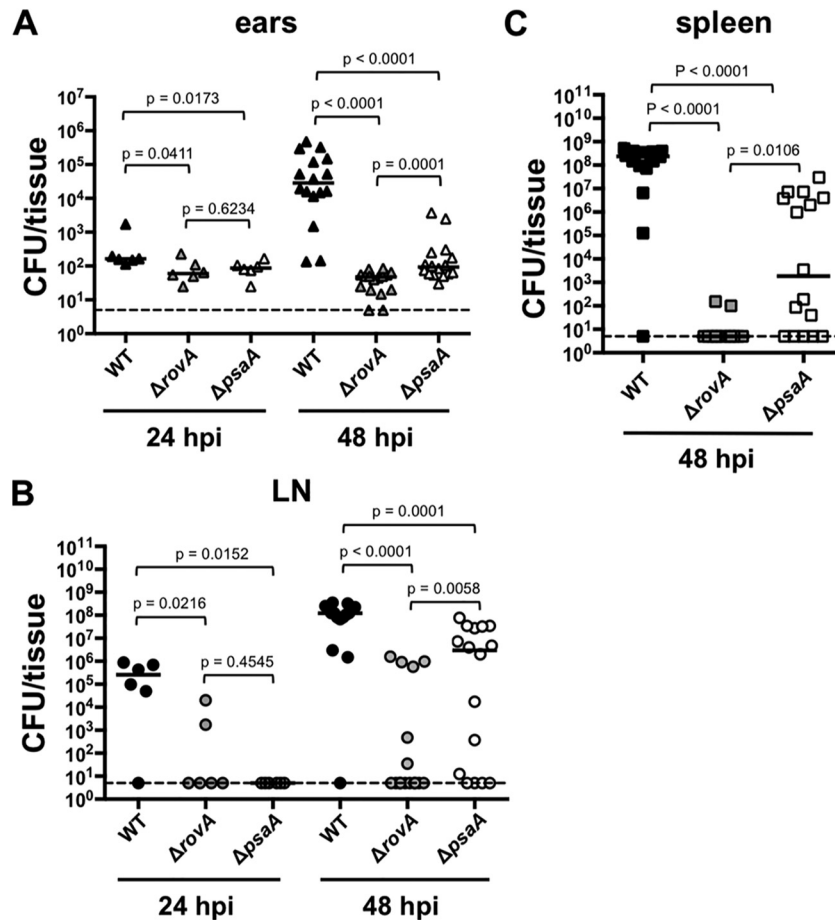 A
ears
p < 0.0001
p = 0.0173
p < 0.0001
p = 0.0411
p = 0.0001
p = 0.6234
CFU/tissue
10⁷
10⁶
10⁵
10⁴
10³
10²
10¹
10⁰
WT
ΔrovA
ΔpsaA
WT
ΔrovA
ΔpsaA
24 hpi
48 hpi
C
spleen
P < 0.0001
P < 0.0001
p = 0.0106
CFU/tissue
10¹¹
10¹⁰
10⁹
10⁸
10⁷
10⁶
10⁵
10⁴
10³
10²
10¹
10⁰
WT
ΔrovA
ΔpsaA
48 hpi
B
LN
p = 0.0001
p = 0.0152
p < 0.0001
p = 0.0216
p = 0.0058
p = 0.4545
CFU/tissue
10¹¹
10¹⁰
10⁹
10⁸
10⁷
10⁶
10⁵
10⁴
10³
10²
10¹
10⁰
WT
ΔrovA
ΔpsaA
WT
ΔrovA
ΔpsaA
24 hpi
48 hpi